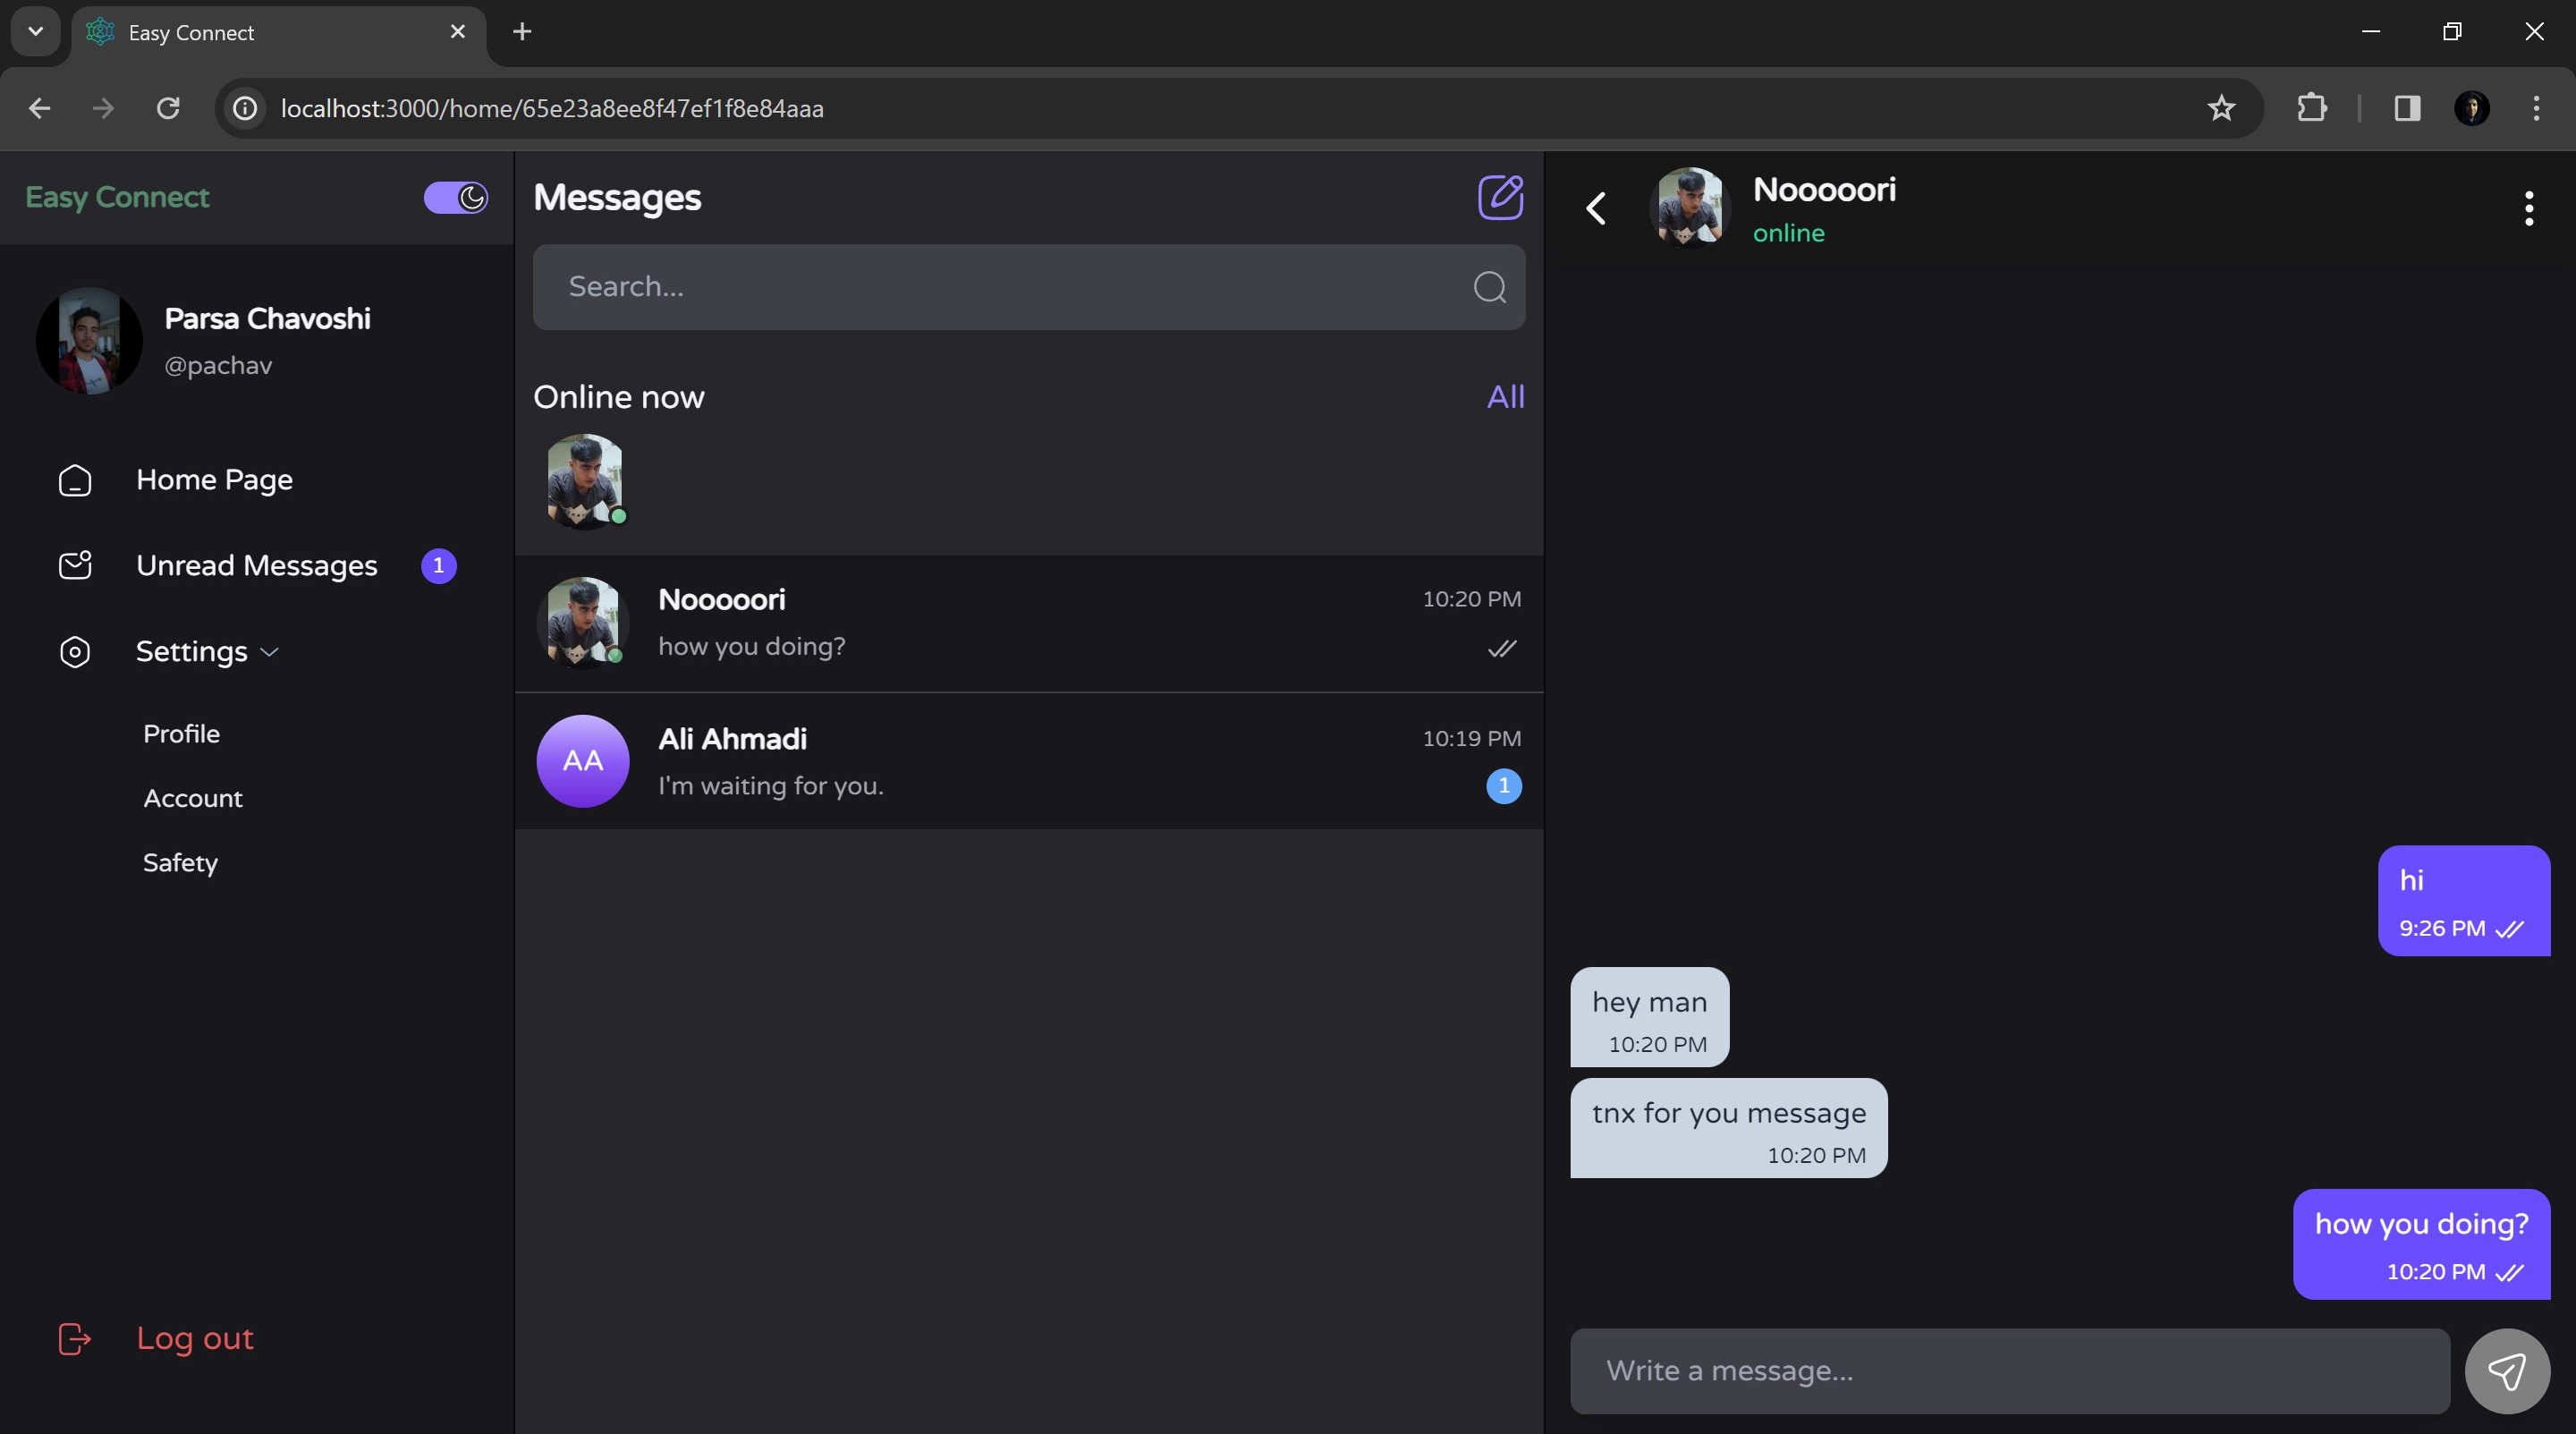 Easy Connect
localhost:3000/home/65e23a8ee8f47ef1f8e84aaa
Easy Connect
Parsa Chavoshi
@pachav
Home Page
Unread Messages 1
Settings
Profile
Account
Safety
Log out
Messages
Search...
Online now All
Nooooori 10:20 PM
how you doing?
AA
Ali Ahmadi 10:19 PM
I'm waiting for you. 1
Nooooori
online
hi
9:26 PM
hey man
10:20 PM
tnx for you message
10:20 PM
how you doing?
10:20 PM
Write a message...